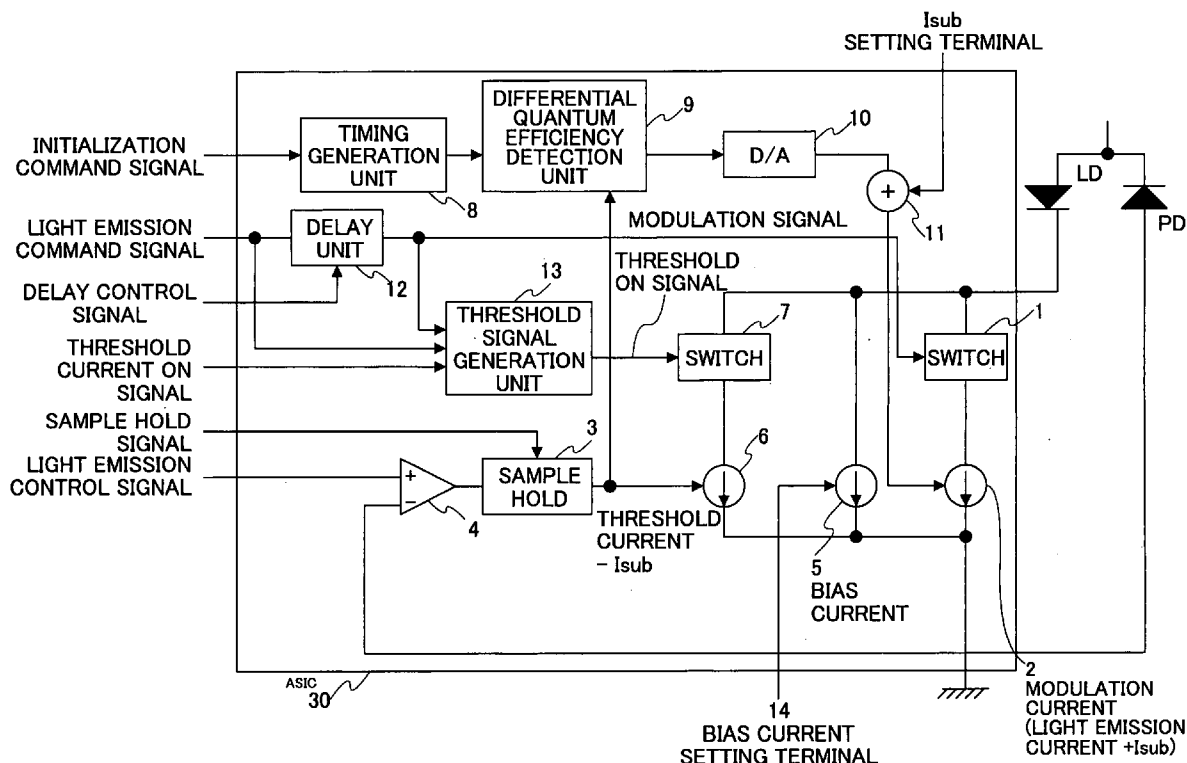 Isub
SETTING TERMINAL
INITIALIZATION
COMMAND SIGNAL
TIMING
GENERATION
UNIT
8
DIFFERENTIAL
QUANTUM
EFFICIENCY
DETECTION
UNIT
9
D/A
10
+
11
LD
PD
LIGHT EMISSION
COMMAND SIGNAL
DELAY
UNIT
12
MODULATION SIGNAL
DELAY CONTROL
SIGNAL
THRESHOLD
ON SIGNAL
13
THRESHOLD
SIGNAL
GENERATION
UNIT
7
SWITCH
1
SWITCH
THRESHOLD
CURRENT ON
SIGNAL
SAMPLE HOLD
SIGNAL
LIGHT EMISSION
CONTROL SIGNAL
+
−
4
3
SAMPLE
HOLD
6
THRESHOLD
CURRENT
− Isub
5
BIAS
CURRENT
ASIC
30
14
BIAS CURRENT
SETTING TERMINAL
2
MODULATION
CURRENT
(LIGHT EMISSION
CURRENT +Isub)